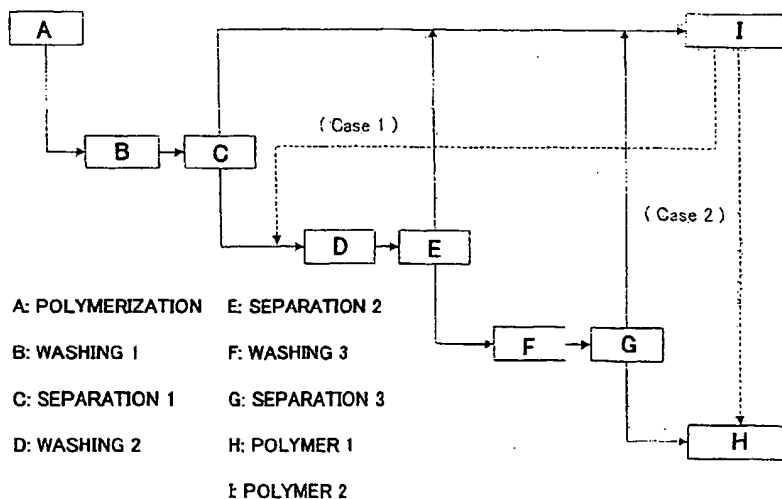 A
I
( Case 1 )
B
C
( Case 2 )
D
E
A: POLYMERIZATION
E: SEPARATION 2
B: WASHING 1
F: WASHING 3
F
G
C: SEPARATION 1
G: SEPARATION 3
D: WASHING 2
H: POLYMER 1
H
I: POLYMER 2